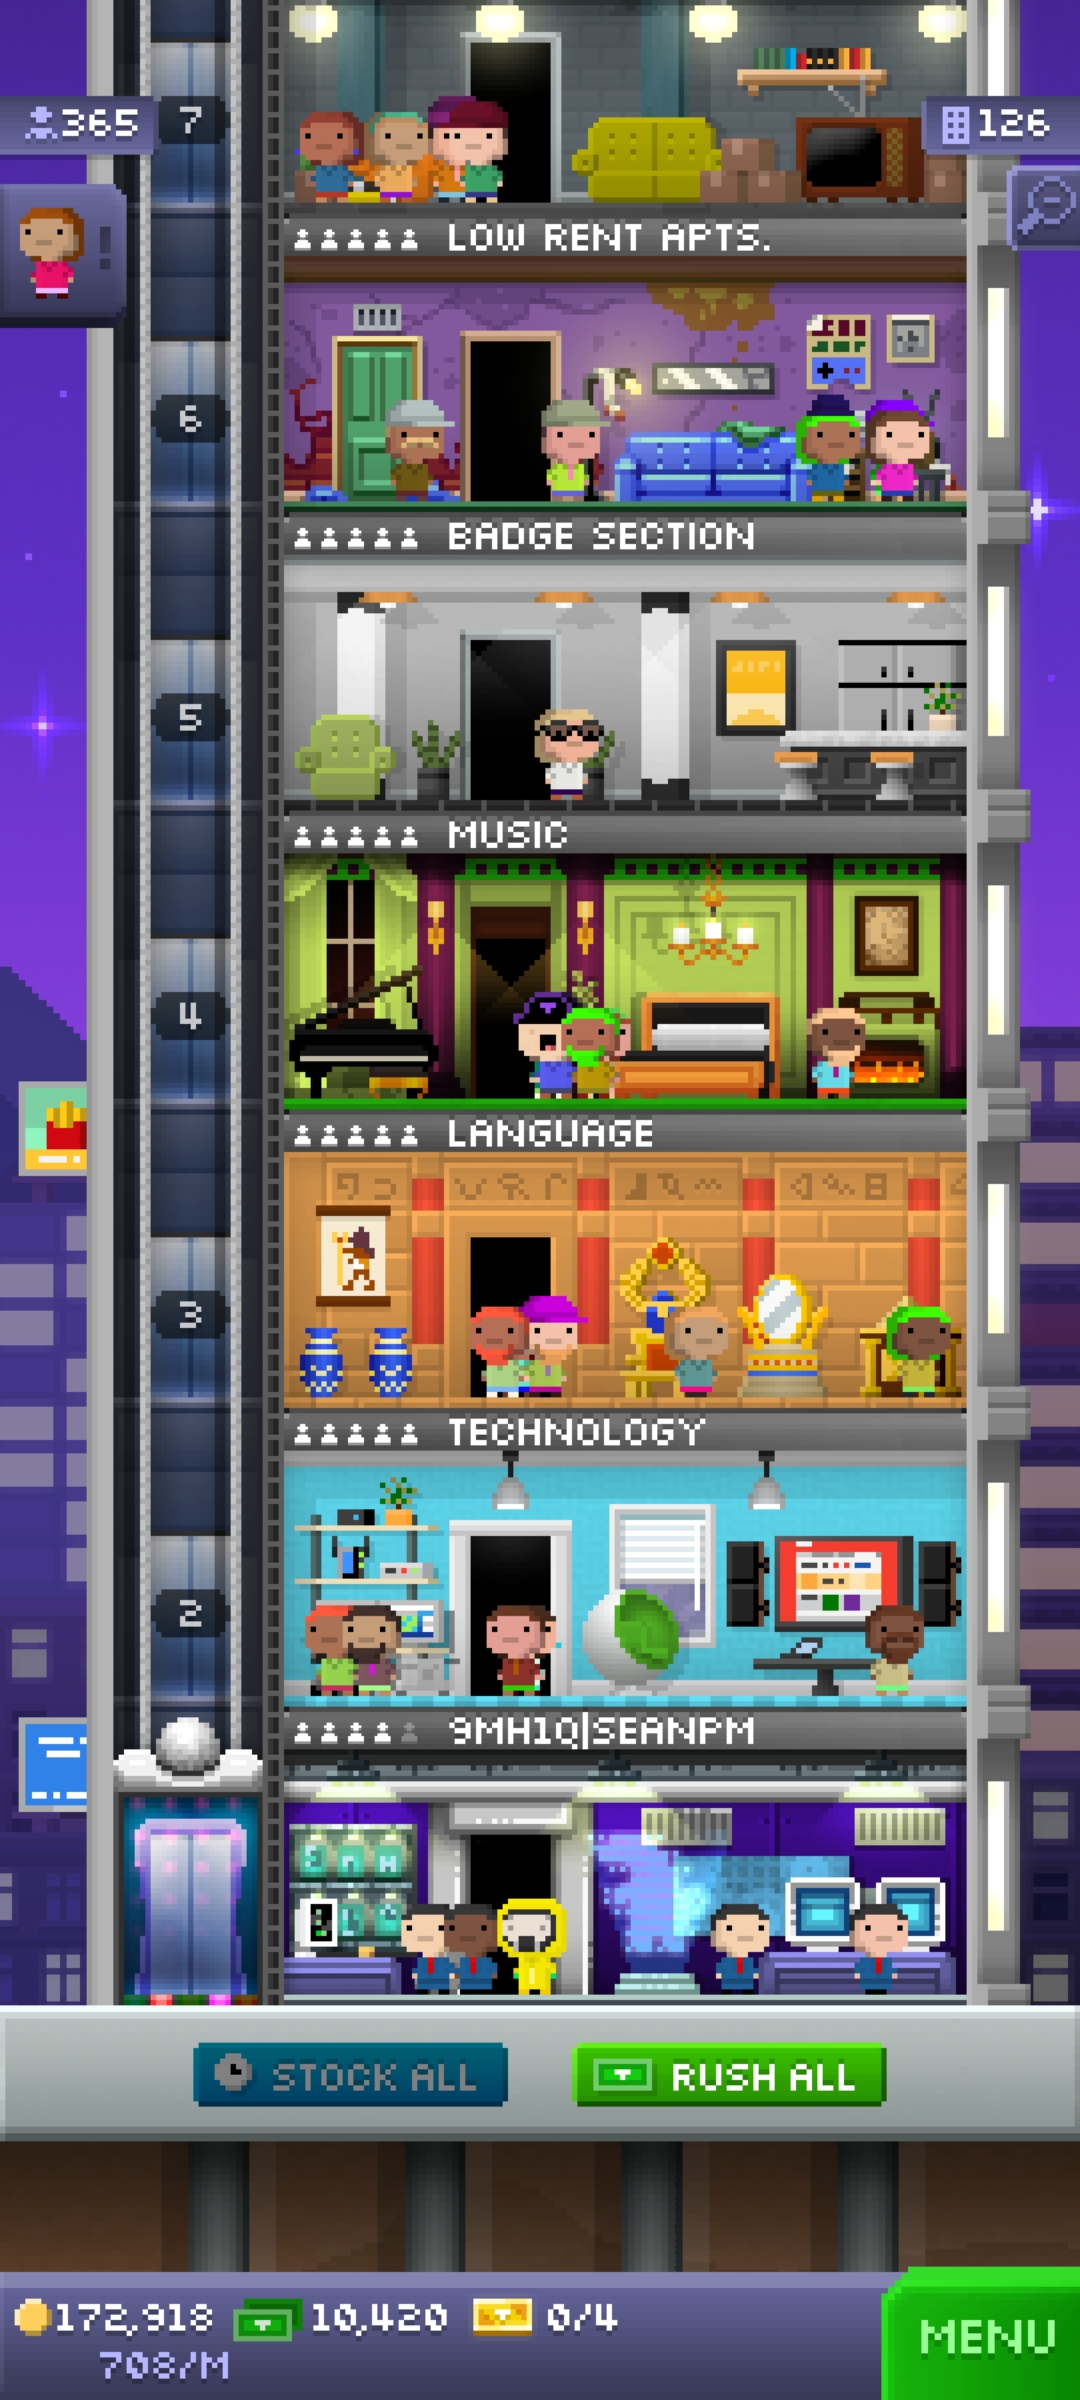 7
365
126
LOW RENT APTS.
6
BADGE SECTION
5
MUSIC
4
LANGUAGE
3
TECHNOLOGY
2
9MH1Q|SEANPM
STOCK ALL
RUSH ALL
172,918
10,420
0/4
708/M
MENU